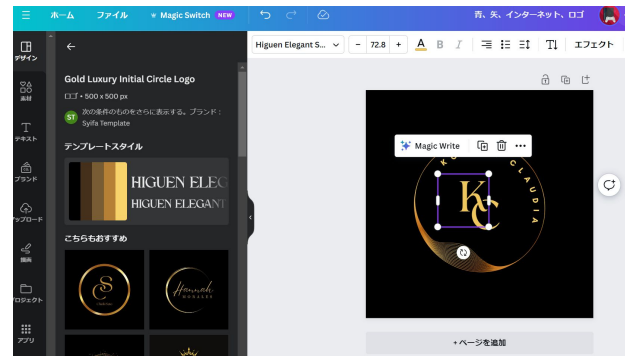 ホーム ファイル Magic Switch NEW 青、矢、インターネット、ロゴ
デザイン
素材
テキスト
ブランド
アップロード
描画
プロジェクト
アプリ
Gold Luxury Initial Circle Logo
ロゴ • 500 x 500 px
ST 次の条件のものをさらに表示する。ブランド：
Syifa Template
テンプレートスタイル
HIGUEN ELEG
HIGUEN ELEGANT
こちらもおすすめ
Hannah
MORALES
Higuen Elegant S... − 72.8 + A B I エフェクト
Magic Write
CLAUDIA
KC
+ ページを追加